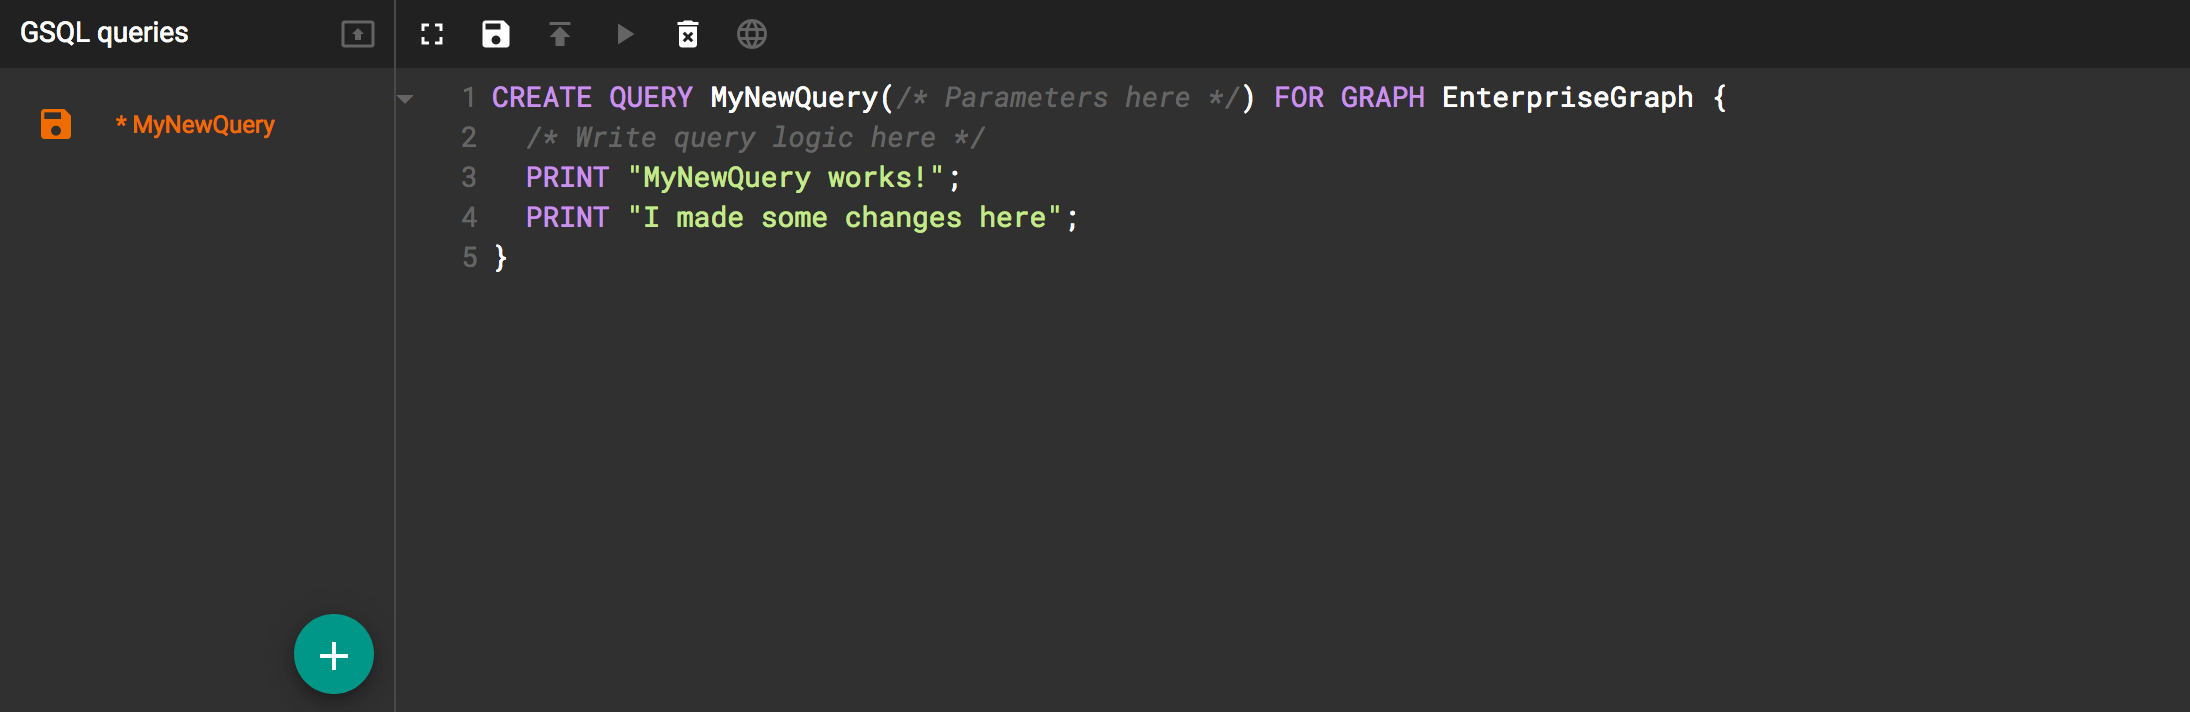 GSQL queries
* MyNewQuery
1 CREATE QUERY MyNewQuery(/* Parameters here */) FOR GRAPH EnterpriseGraph {
2 /* Write query logic here */
3 PRINT "MyNewQuery works!";
4 PRINT "I made some changes here";
5 }